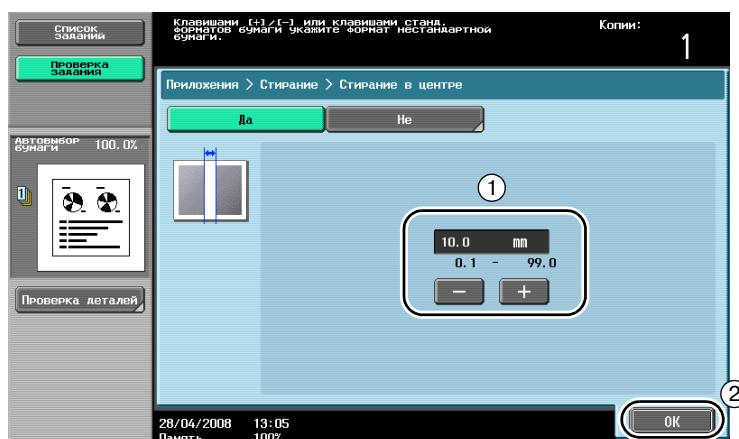 Список
заданий
Клавишами [+]/[-] или клавишами станд.
форматов бумаги укажите формат нестандартной
бумаги.
Копии:
1
Проверка
задания
Приложения > Стирание > Стирание в центре
Да
Не
Автовыбор
бумаги
100.0%
1
1
10.0 mm
0.1 - 99.0
− +
Проверка деталей
2
OK
28/04/2008 13:05
Память 100%